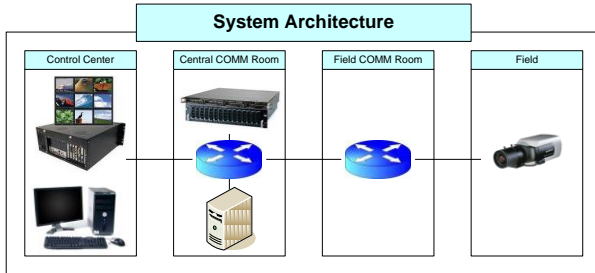 System Architecture
Control Center
Central COMM Room
Field COMM Room
Field